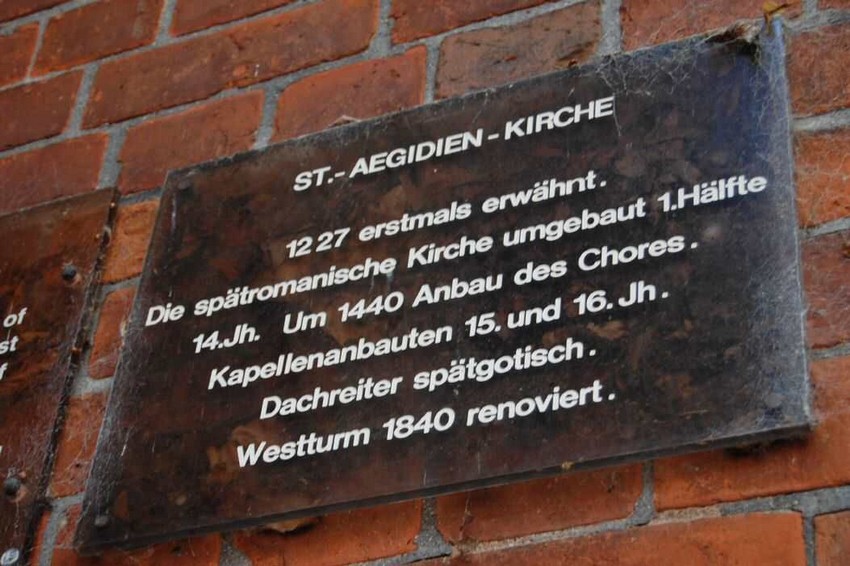 ST.-AEGIDIEN-KIRCHE
1227 erstmals erwähnt.
Die spätromanische Kirche umgebaut 1.Hälfte
14.Jh. Um 1440 Anbau des Chores.
Kapellenanbauten 15. und 16. Jh.
Dachreiter spätgotisch.
Westturm 1840 renoviert.
of